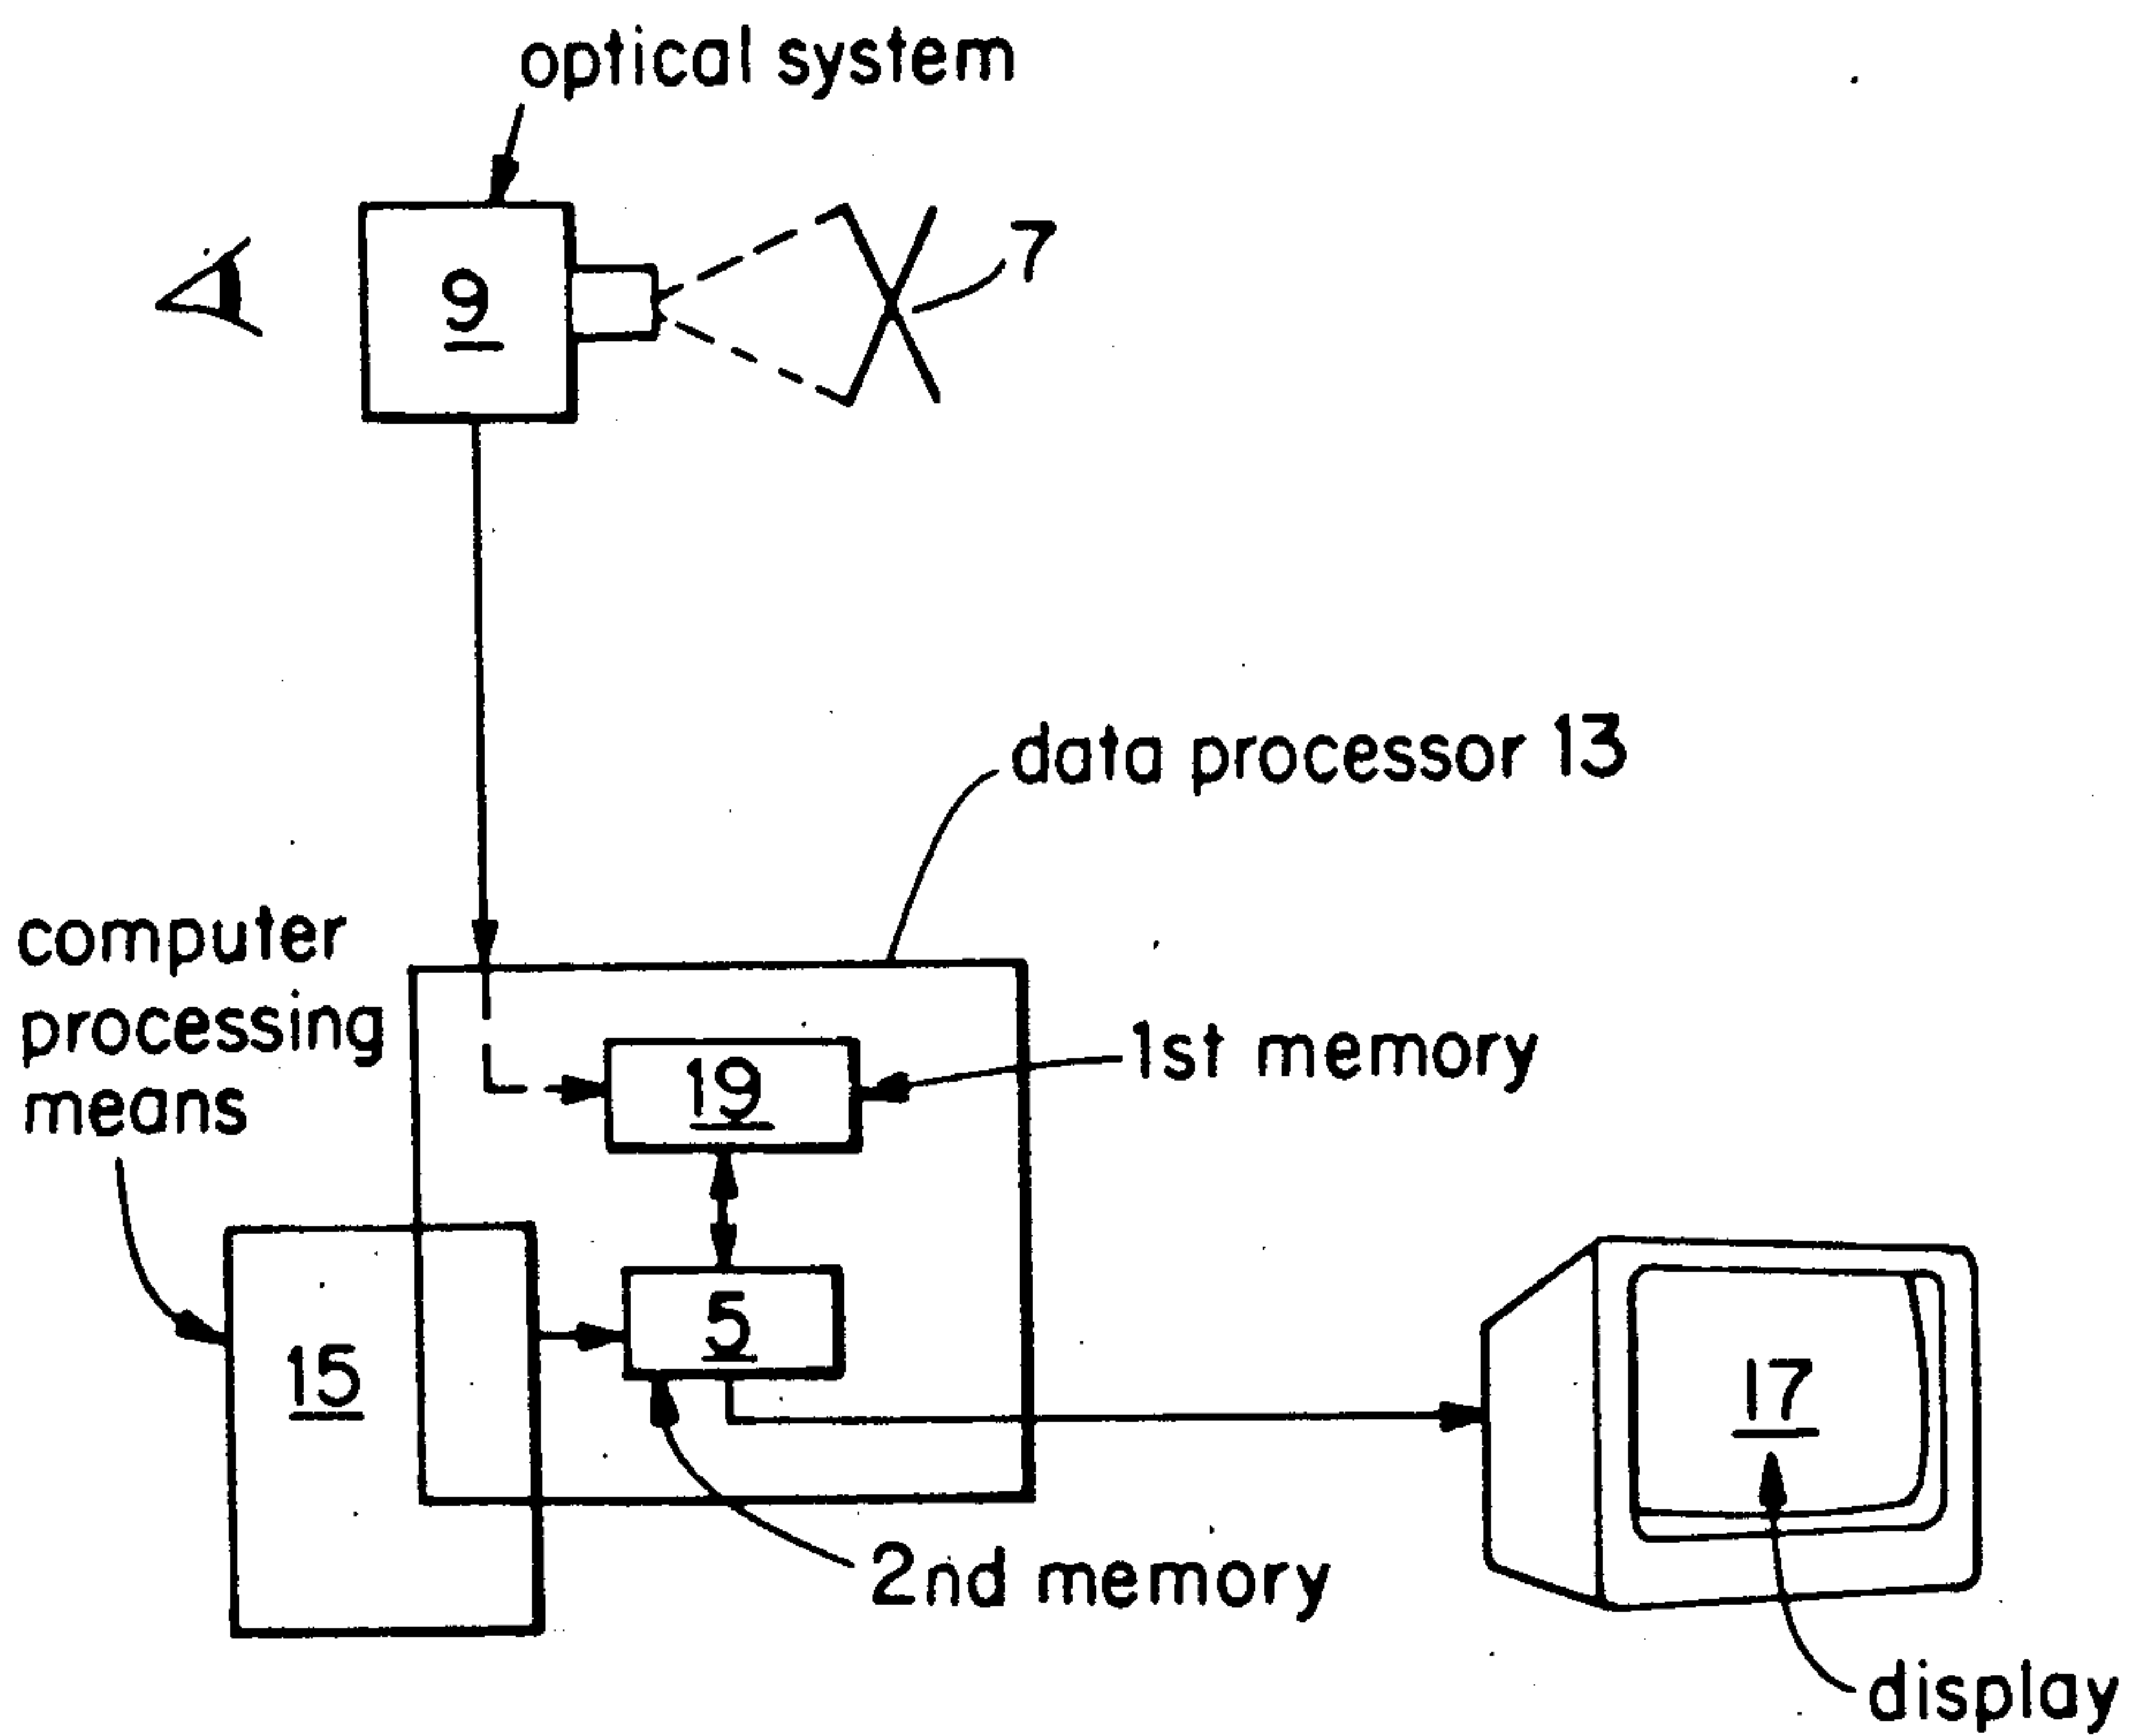 optical system
9
7
data processor 13
computer
processing
means
19
1st memory
5
15
17
2nd memory
display